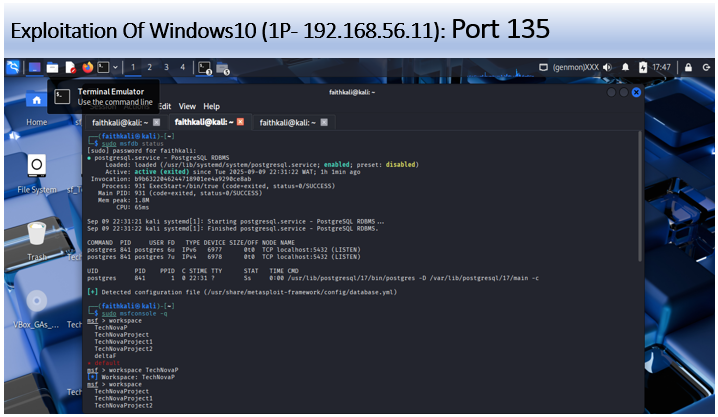 Exploitation Of Windows10 (1P- 192.168.56.11): Port 135
1 2 3 4
(genmon)XXX 17:47
Terminal Emulator
Use the command line
faithkali@kali: ~
Edit View Help
faithkali@kali: ~ faithkali@kali: ~ faithkali@kali: ~
Home
File System
Trash
VBox_GAs_...
(faithkali㉿kali)-[~]
$ sudo msfdb status
[sudo] password for faithkali:
● postgresql.service - PostgreSQL RDBMS
Loaded: loaded (/usr/lib/systemd/system/postgresql.service; enabled; preset: disabled)
Active: active (exited) since Tue 2025-09-09 22:31:22 WAT; 1h 1min ago
Invocation: b9b6322046244718901ee4a9290ce8ab
Process: 931 ExecStart=/bin/true (code=exited, status=0/SUCCESS)
Main PID: 931 (code=exited, status=0/SUCCESS)
Mem peak: 1.8M
CPU: 65ms
Sep 09 22:31:21 kali systemd[1]: Starting postgresql.service - PostgreSQL RDBMS...
Sep 09 22:31:22 kali systemd[1]: Finished postgresql.service - PostgreSQL RDBMS.
COMMAND PID USER FD TYPE DEVICE SIZE/OFF NODE NAME
postgres 841 postgres 6u IPv6 6977 0t0 TCP localhost:5432 (LISTEN)
postgres 841 postgres 7u IPv4 6978 0t0 TCP localhost:5432 (LISTEN)
UID PID PPID C STIME TTY STAT TIME CMD
postgres 841 1 0 22:31 ? Ss 0:00 /usr/lib/postgresql/17/bin/postgres -D /var/lib/postgresql/17/main -c
[+] Detected configuration file (/usr/share/metasploit-framework/config/database.yml)
(faithkali㉿kali)-[~]
$ sudo msfconsole -q
msf > workspace
TechNovaP
TechNovaProject
TechNovaProject1
TechNovaProject2
deltaF
* default
msf > workspace TechNovaP
[*] Workspace: TechNovaP
msf > workspace
TechNovaProject
TechNovaProject1
TechNovaProject2